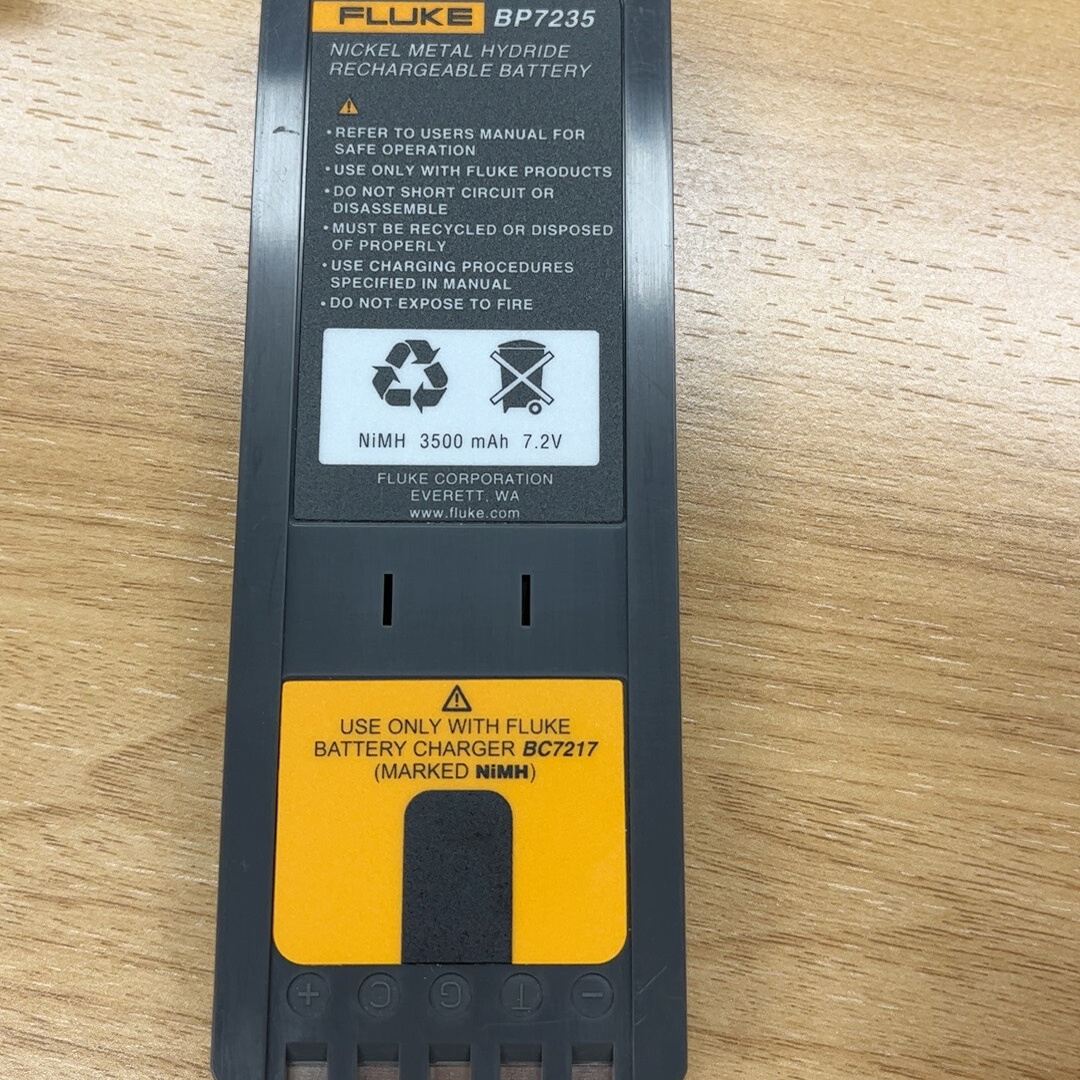 FLUKE BP7235
NICKEL METAL HYDRIDE
RECHARGEABLE BATTERY
• REFER TO USERS MANUAL FOR
SAFE OPERATION
• USE ONLY WITH FLUKE PRODUCTS
• DO NOT SHORT CIRCUIT OR
DISASSEMBLE
• MUST BE RECYCLED OR DISPOSED
OF PROPERLY
• USE CHARGING PROCEDURES
SPECIFIED IN MANUAL
• DO NOT EXPOSE TO FIRE
NiMH 3500 mAh 7.2V
FLUKE CORPORATION
EVERETT, WA
www.fluke.com
USE ONLY WITH FLUKE
BATTERY CHARGER BC7217
(MARKED NiMH)
+ C G T −